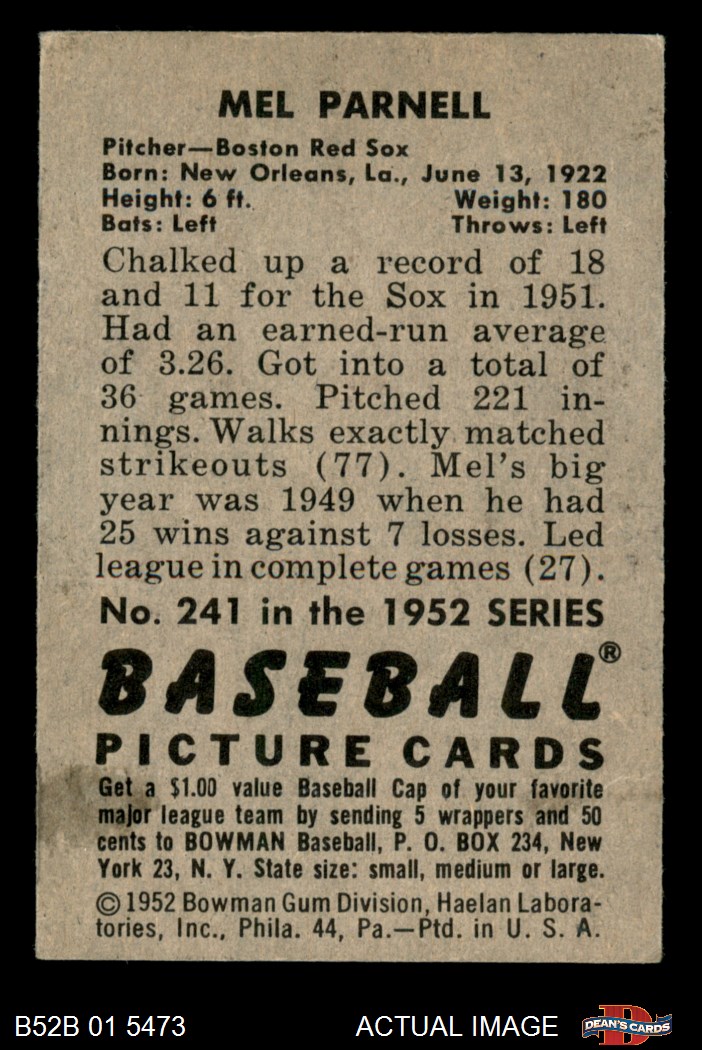 MEL PARNELL
Pitcher—Boston Red Sox
Born: New Orleans, La., June 13, 1922
Height: 6 ft. Weight: 180
Bats: Left Throws: Left
Chalked up a record of 18
and 11 for the Sox in 1951.
Had an earned-run average
of 3.26. Got into a total of
36 games. Pitched 221 in-
nings. Walks exactly matched
strikeouts (77). Mel's big
year was 1949 when he had
25 wins against 7 losses. Led
league in complete games (27).
No. 241 in the 1952 SERIES
BASEBALL®
PICTURE CARDS
Get a $1.00 value Baseball Cap of your favorite
major league team by sending 5 wrappers and 50
cents to BOWMAN Baseball, P. O. BOX 234, New
York 23, N. Y. State size: small, medium or large.
© 1952 Bowman Gum Division, Haelan Labora-
tories, Inc., Phila. 44, Pa.—Ptd. in U. S. A.
B52B 01 5473 ACTUAL IMAGE D DEAN'S CARDS